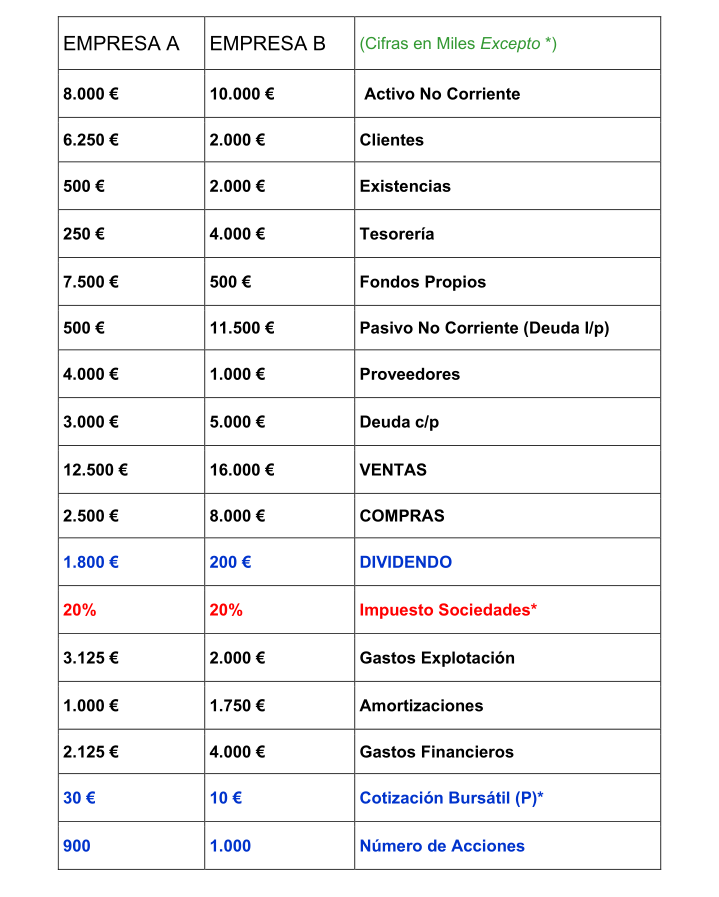 EMPRESA A EMPRESA B (Cifras en Miles Excepto *)
8.000 € 10.000 € Activo No Corriente
6.250 € 2.000 € Clientes
500 € 2.000 € Existencias
250 € 4.000 € Tesorería
7.500 € 500 € Fondos Propios
500 € 11.500 € Pasivo No Corriente (Deuda l/p)
4.000 € 1.000 € Proveedores
3.000 € 5.000 € Deuda c/p
12.500 € 16.000 € VENTAS
2.500 € 8.000 € COMPRAS
1.800 € 200 € DIVIDENDO
20% 20% Impuesto Sociedades*
3.125 € 2.000 € Gastos Explotación
1.000 € 1.750 € Amortizaciones
2.125 € 4.000 € Gastos Financieros
30 € 10 € Cotización Bursátil (P)*
900 1.000 Número de Acciones